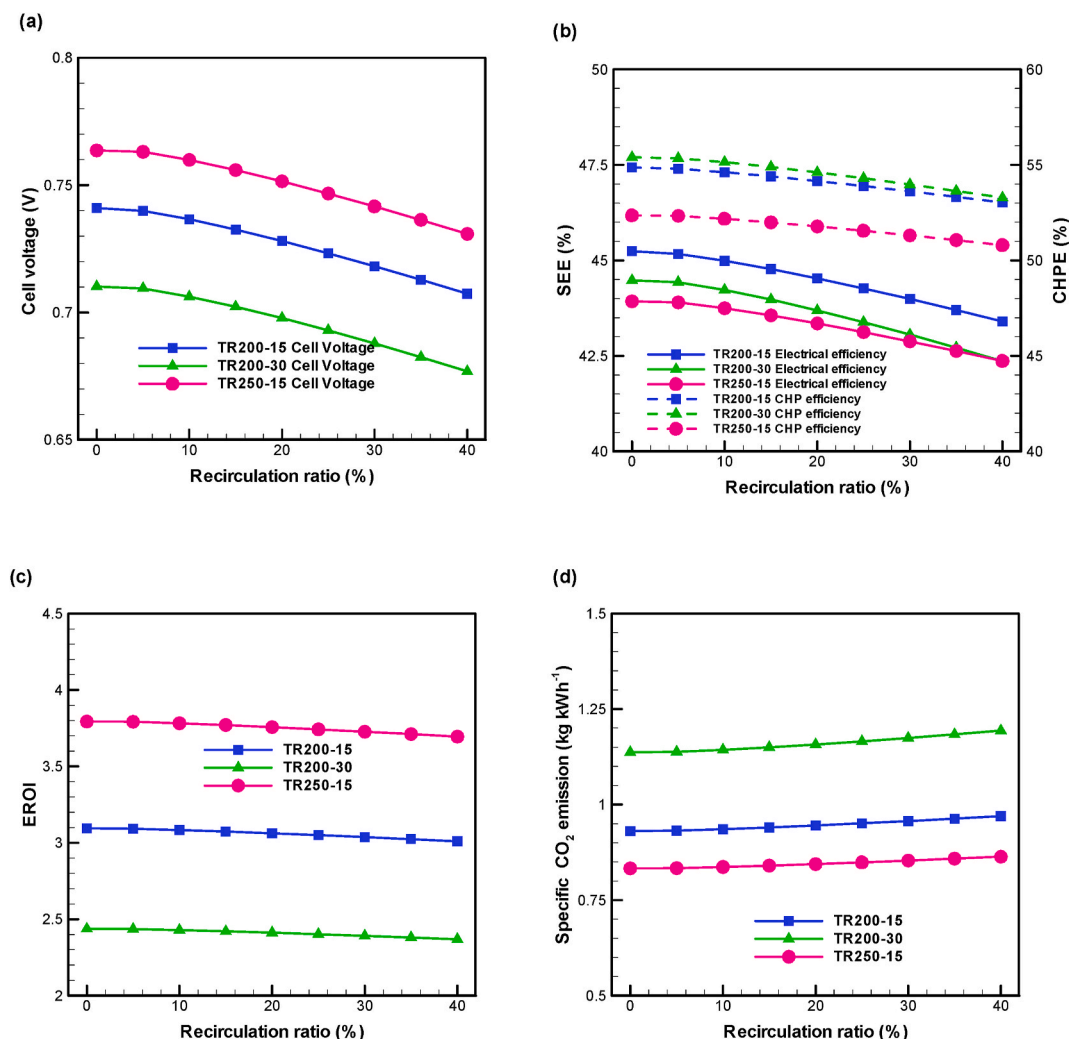 (a)
0.8
0.75
0.7
0.65
Cell voltage (V)
TR200-15 Cell Voltage
TR200-30 Cell Voltage
TR250-15 Cell Voltage
0 10 20 30 40
Recirculation ratio (%)
(b)
50
47.5
45
42.5
40
SEE (%)
60
55
50
45
40
CHPE (%)
TR200-15 Electrical efficiency
TR200-30 Electrical efficiency
TR250-15 Electrical efficiency
TR200-15 CHP efficiency
TR200-30 CHP efficiency
TR250-15 CHP efficiency
0 10 20 30 40
Recirculation ratio (%)
(c)
4.5
4
3.5
3
2.5
2
EROI
TR200-15
TR200-30
TR250-15
0 10 20 30 40
Recirculation ratio (%)
(d)
1.5
1.25
1
0.75
0.5
Specific CO₂ emission (kg kWh⁻¹)
TR200-15
TR200-30
TR250-15
0 10 20 30 40
Recirculation ratio (%)